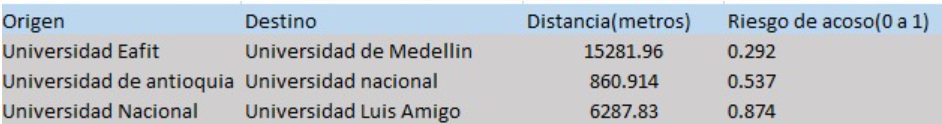 Origen Destino Distancia(metros) Riesgo de acoso(0 a 1)
Universidad Eafit Universidad de Medellin 15281.96 0.292
Universidad de antioquia Universidad nacional 860.914 0.537
Universidad Nacional Universidad Luis Amigo 6287.83 0.874